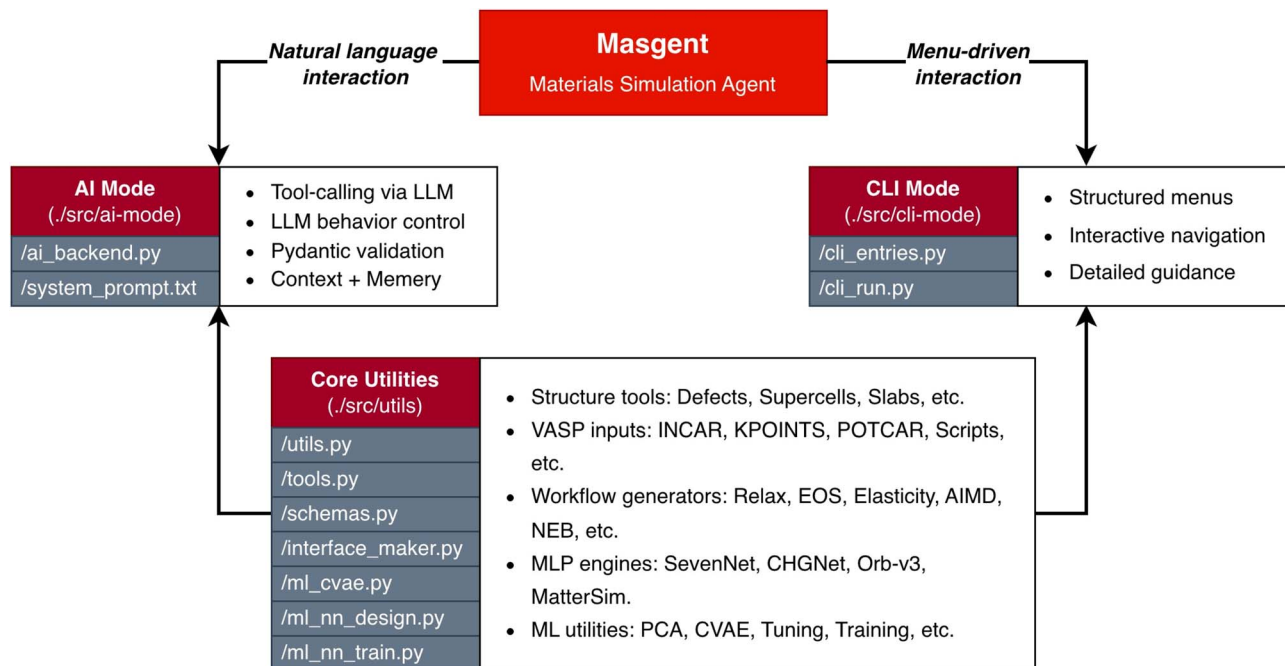 Masgent
Materials Simulation Agent
Natural language
interaction
Menu-driven
interaction
AI Mode
(./src/ai-mode)
/ai_backend.py
/system_prompt.txt
• Tool-calling via LLM
• LLM behavior control
• Pydantic validation
• Context + Memory
CLI Mode
(./src/cli-mode)
/cli_entries.py
/cli_run.py
• Structured menus
• Interactive navigation
• Detailed guidance
Core Utilities
(./src/utils)
/utils.py
/tools.py
/schemas.py
/interface_maker.py
/ml_cvae.py
/ml_nn_design.py
/ml_nn_train.py
• Structure tools: Defects, Supercells, Slabs, etc.
• VASP inputs: INCAR, KPOINTS, POTCAR, Scripts,
etc.
• Workflow generators: Relax, EOS, Elasticity, AIMD,
NEB, etc.
• MLP engines: SevenNet, CHGNet, Orb-v3,
MatterSim.
• ML utilities: PCA, CVAE, Tuning, Training, etc.